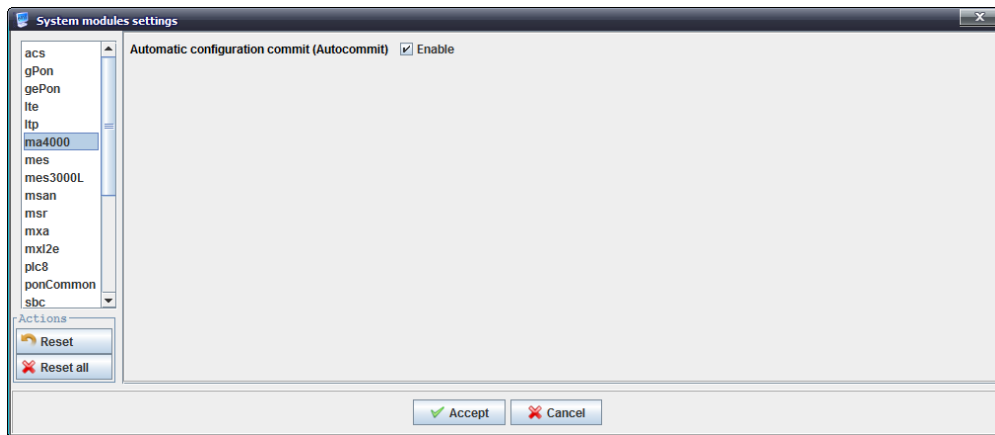 System modules settings
X
acs
gPon
gePon
lte
ltp
ma4000
mes
mes3000L
msan
msr
mxa
mxl2e
plc8
ponCommon
sbc
Automatic configuration commit (Autocommit) Enable
Actions
Reset
Reset all
Accept Cancel